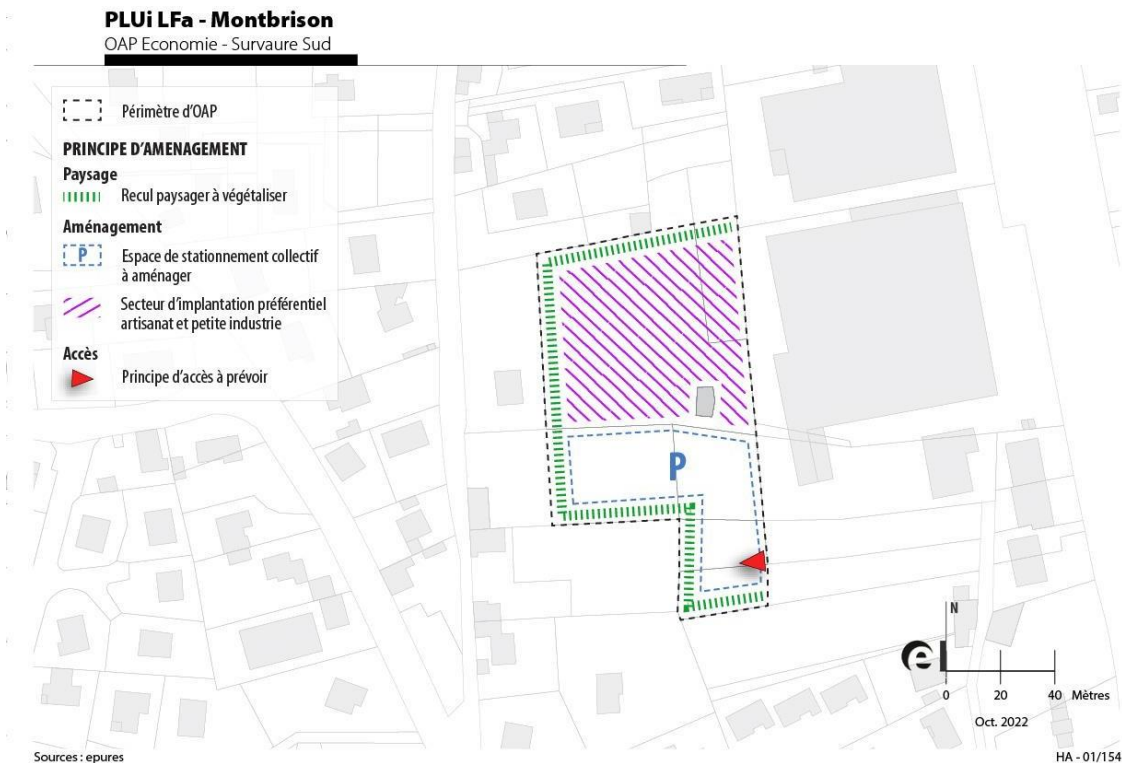 PLUi LFa - Montbrison
OAP Economie - Survaure Sud
Périmètre d'OAP
PRINCIPE D'AMENAGEMENT
Paysage
Recul paysager à végétaliser
Aménagement
P
Espace de stationnement collectif
à aménager
Secteur d'implantation préférentiel
artisanat et petite industrie
Accès
Principe d'accès à prévoir
P
N
0 20 40 Mètres
Oct. 2022
Sources : epures
HA - 01/154